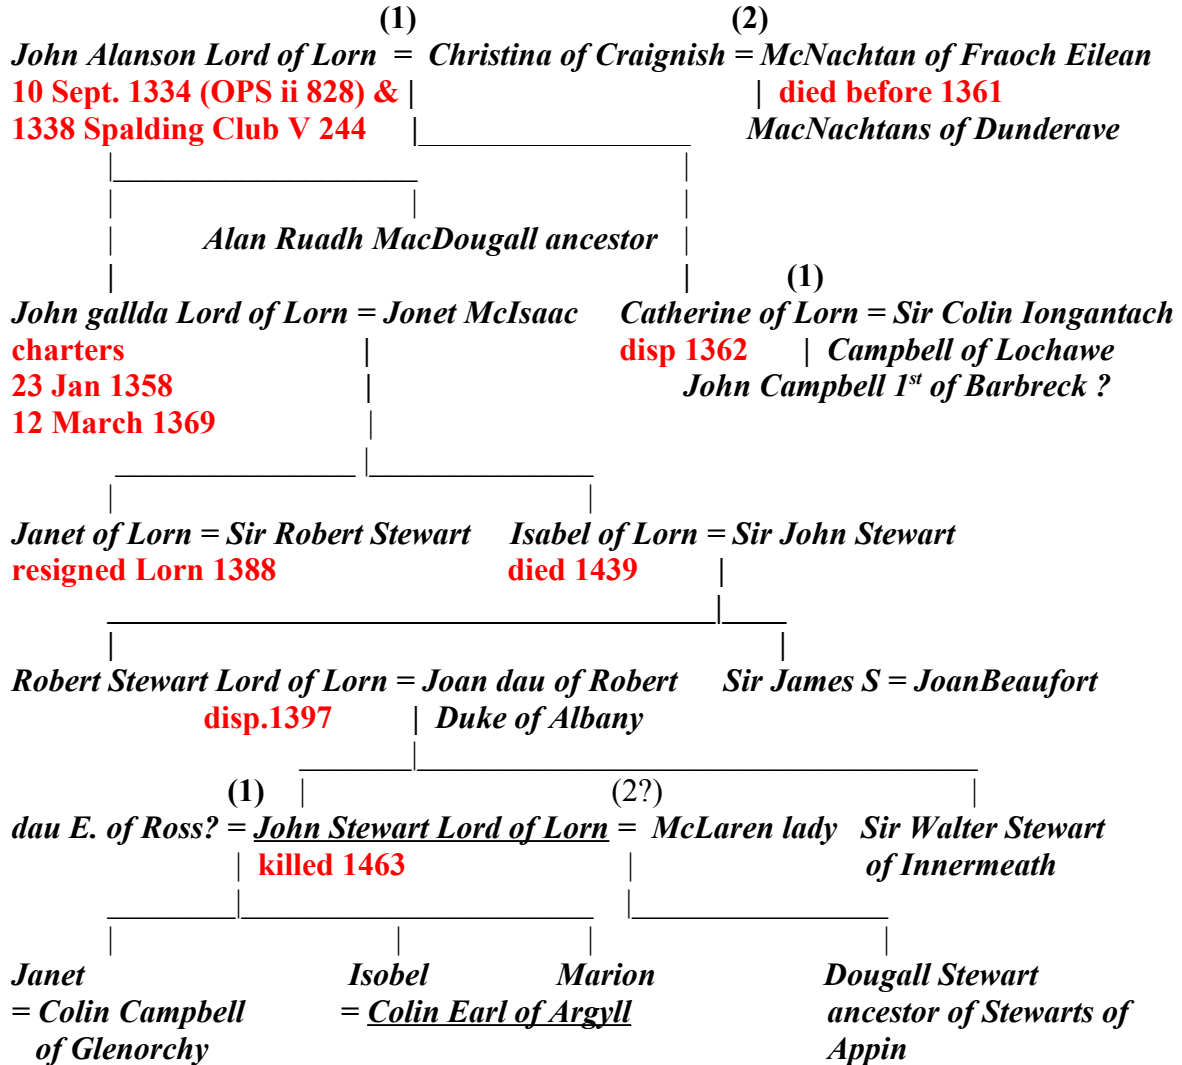 (1) (2)
John Alanson Lord of Lorn = Christina of Craignish = McNachtan of Fraoch Eilean
10 Sept. 1334 (OPS ii 828) & | | died before 1361
1338 Spalding Club V 244 | MacNachtans of Dunderave
Alan Ruadh MacDougall ancestor
(1)
John gallda Lord of Lorn = Jonet McIsaac Catherine of Lorn = Sir Colin Iongantach
charters | disp 1362 | Campbell of Lochawe
23 Jan 1358 | John Campbell 1st of Barbreck ?
12 March 1369 |
Janet of Lorn = Sir Robert Stewart Isabel of Lorn = Sir John Stewart
resigned Lorn 1388 died 1439 |
Robert Stewart Lord of Lorn = Joan dau of Robert Sir James S = JoanBeaufort
disp.1397 | Duke of Albany
(1) (2?)
dau E. of Ross? = John Stewart Lord of Lorn = McLaren lady Sir Walter Stewart
| killed 1463 | of Innermeath
Janet Isobel Marion Dougall Stewart
= Colin Campbell = Colin Earl of Argyll ancestor of Stewarts of
of Glenorchy Appin